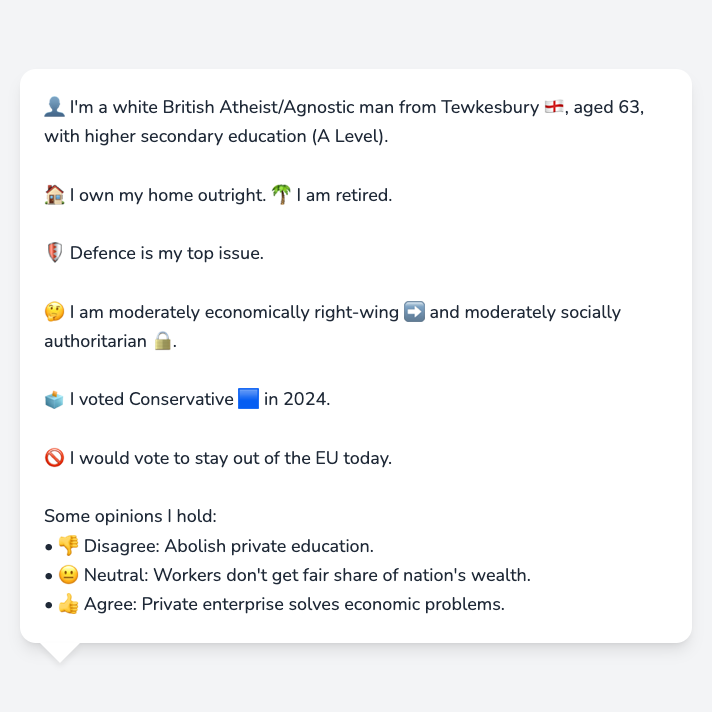 👤 I'm a white British Atheist/Agnostic man from Tewkesbury 🏴󠁧󠁢󠁥󠁮󠁧󠁿, aged 63,
with higher secondary education (A Level).
🏠 I own my home outright. 🌴 I am retired.
🛡️ Defence is my top issue.
🤔 I am moderately economically right-wing ➡️ and moderately socially
authoritarian 🔒.
🗳️ I voted Conservative 🟦 in 2024.
🚫 I would vote to stay out of the EU today.
Some opinions I hold:
• 👎 Disagree: Abolish private education.
• 😐 Neutral: Workers don't get fair share of nation's wealth.
• 👍 Agree: Private enterprise solves economic problems.